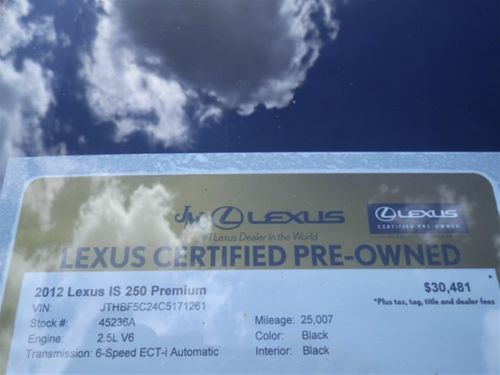 JM LEXUS
#1 Lexus Dealer in the World
LEXUS
CERTIFIED PRE-OWNED
LEXUS CERTIFIED PRE-OWNED
2012 Lexus IS 250 Premium
$30,481
VIN: JTHBF5C24C5171261
*Plus tax, tag, title and dealer fees
Stock #: 45236A
Mileage: 25,007
Engine: 2.5L V6
Color: Black
Transmission: 6-Speed ECT-i Automatic
Interior: Black